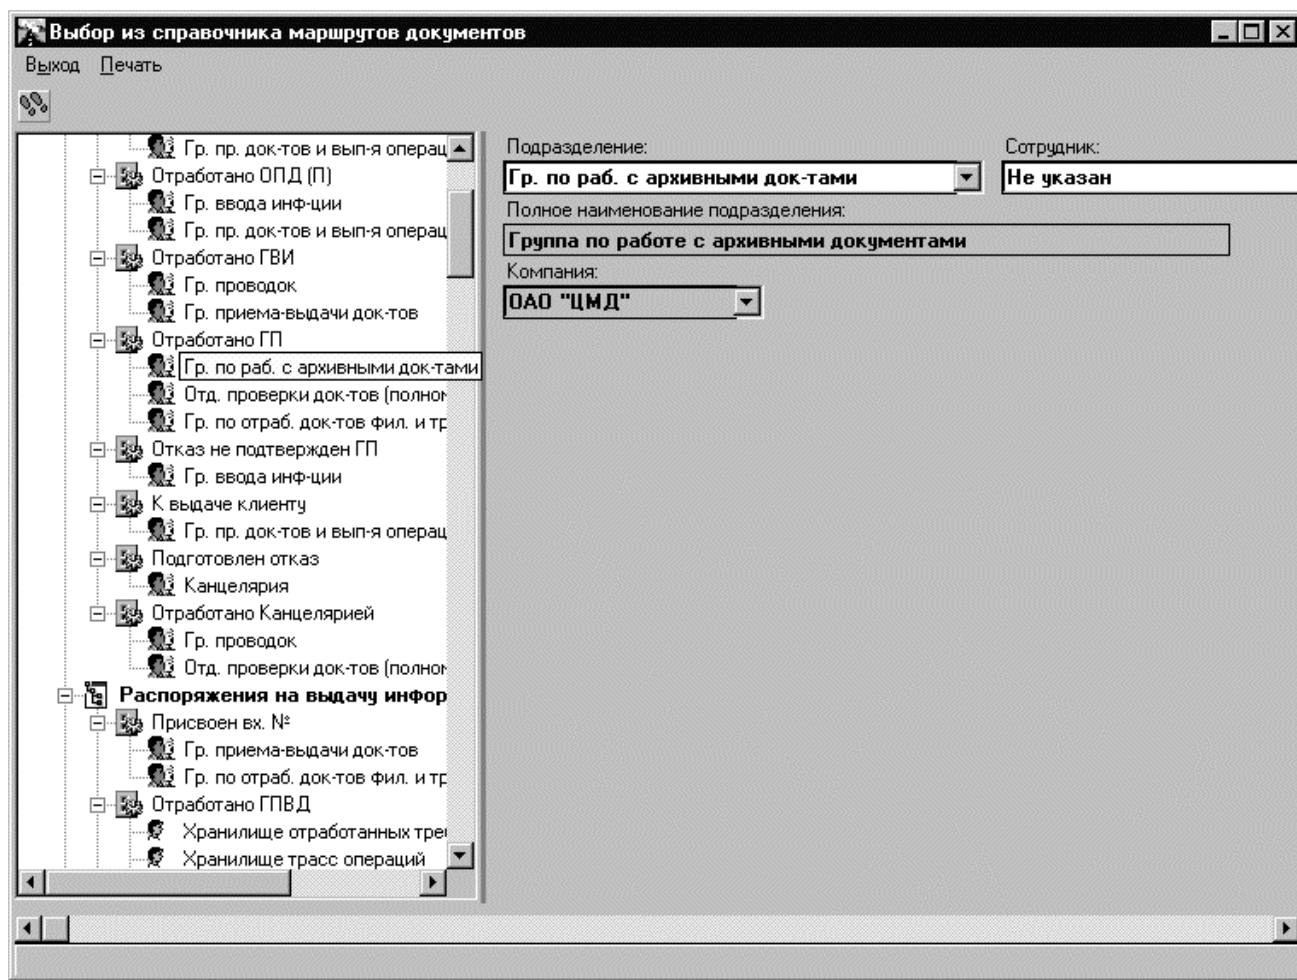 Выбор из справочника маршрутов документов
Выход Печать
Гр. пр. док-тов и вып-я операц
Отработано ОПД (П)
Гр. ввода инф-ции
Гр. пр. док-тов и вып-я операц
Отработано ГВИ
Гр. проводок
Гр. приема-выдачи док-тов
Отработано ГП
Гр. по раб. с архивными док-тами
Отд. проверки док-тов (полном
Гр. по отраб. док-тов фил. и тр
Отказ не подтвержден ГП
Гр. ввода инф-ции
К выдаче клиенту
Гр. пр. док-тов и вып-я операц
Подготовлен отказ
Канцелярия
Отработано Канцелярией
Гр. проводок
Отд. проверки док-тов (полном
Распоряжения на выдачу инфор
Присвоен вх. №
Гр. приема-выдачи док-тов
Гр. по отраб. док-тов фил. и тр
Отработано ГПВД
Хранилище отработанных тре
Хранилище трасс операций
Подразделение: Сотрудник:
Гр. по раб. с архивными док-тами Не указан
Полное наименование подразделения:
Группа по работе с архивными документами
Компания:
ОАО "ЦМД"